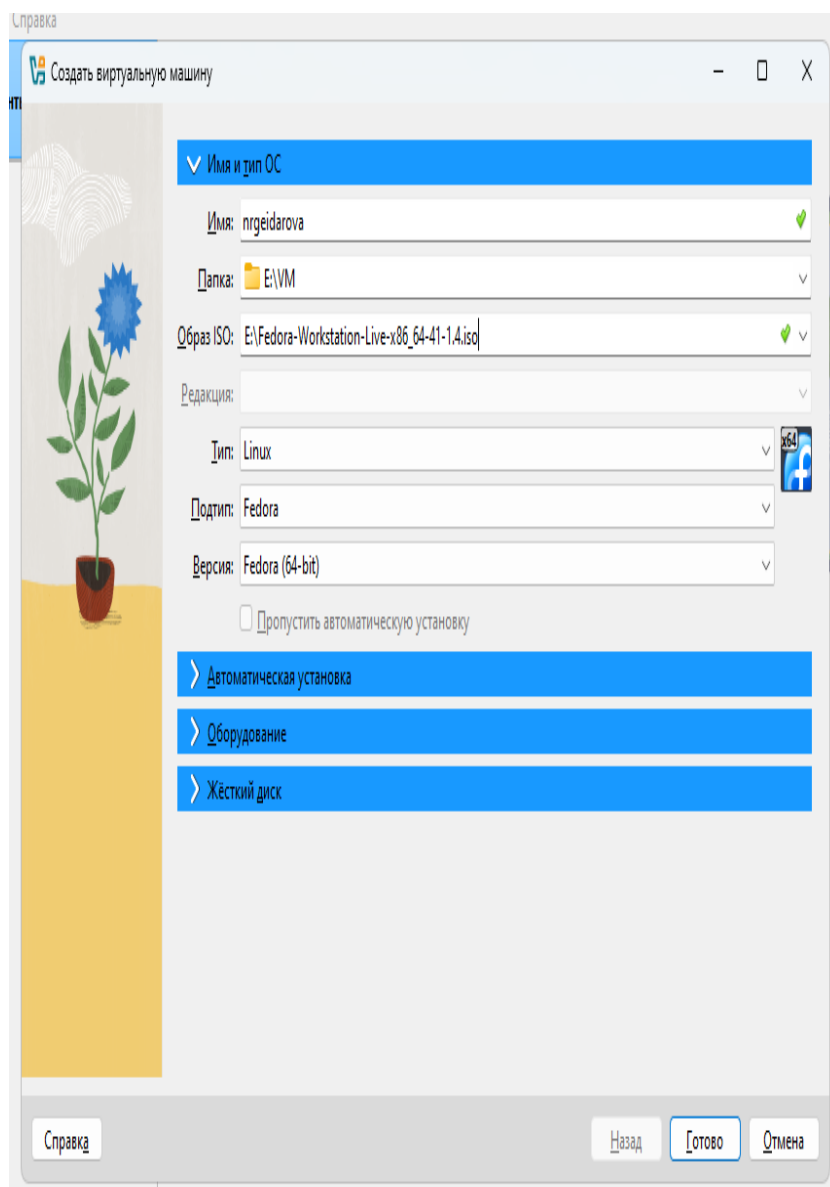 Справка
Создать виртуальную машину
Имя и тип ОС
Имя: nrgeidarova
Папка: E:\VM
Образ ISO: E:\Fedora-Workstation-Live-x86_64-41-1.4.iso
Редакция:
Тип: Linux
x64
Подтип: Fedora
Версия: Fedora (64-bit)
Пропустить автоматическую установку
Автоматическая установка
Оборудование
Жёсткий диск
Справка
Назад
Готово
Отмена